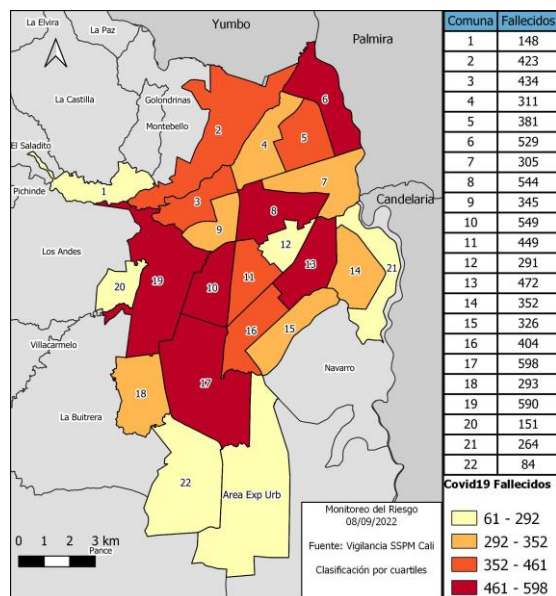 La Elvira
La Paz
Yumbo
Palmira
La Castilla
Golondrinas
Montebello
El Saladito
Pichinde
Candelaria
Los Andes
Villacarmelo
La Buitrera
Navarro
Pance
Area Exp Urb
1
2
3
4
5
6
7
8
9
10
11
12
13
14
15
16
17
18
19
20
21
22
0 1 2 3 km
Monitoreo del Riesgo
08/09/2022
Fuente: Vigilancia SSPM Cali
Clasificación por cuartiles
Comuna Fallecidos
1 148
2 423
3 434
4 311
5 381
6 529
7 305
8 544
9 345
10 549
11 449
12 291
13 472
14 352
15 326
16 404
17 598
18 293
19 590
20 151
21 264
22 84
Covid19 Fallecidos
61 - 292
292 - 352
352 - 461
461 - 598